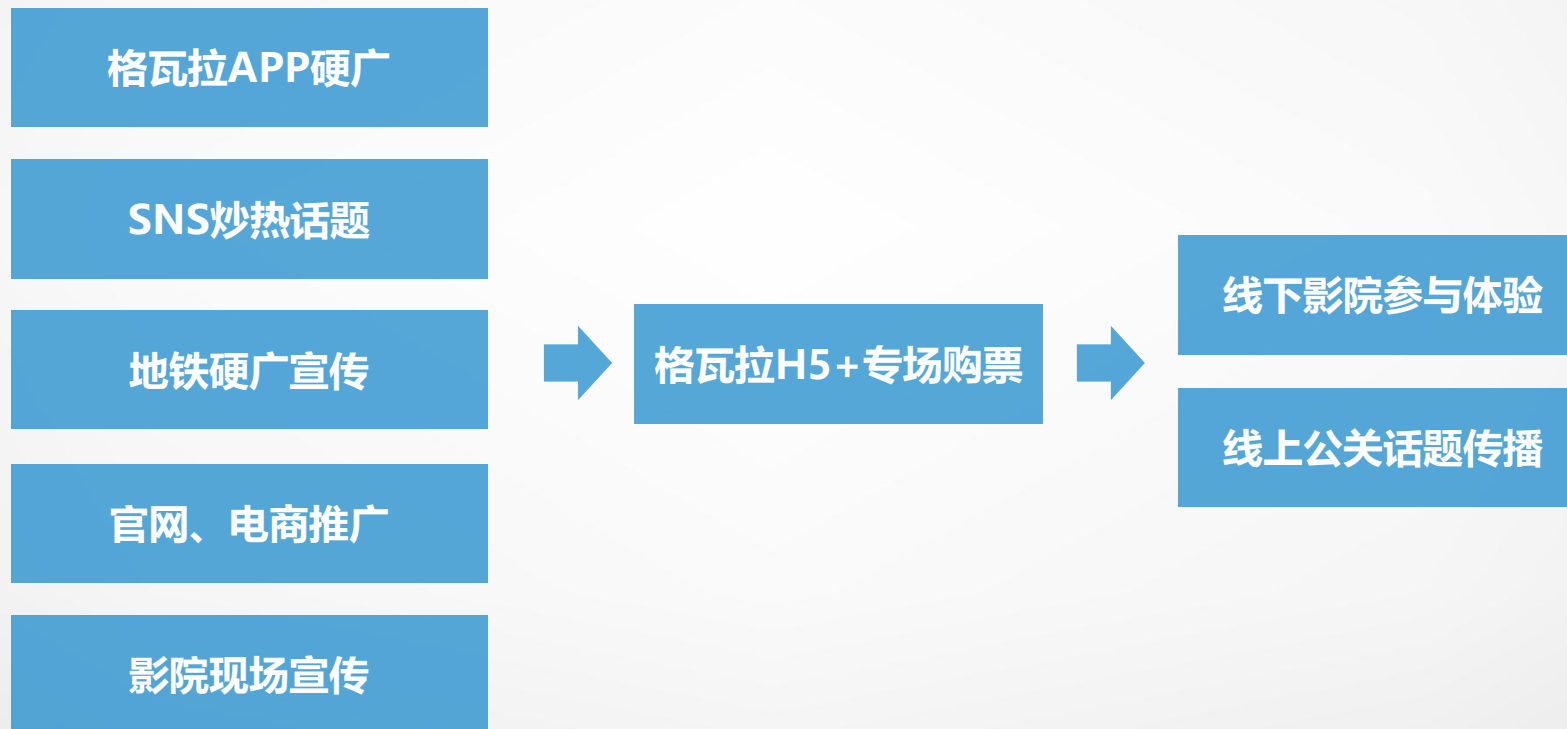 格瓦拉APP硬广
SNS炒热话题
地铁硬广宣传
官网、电商推广
影院现场宣传
格瓦拉H5+专场购票
线下影院参与体验
线上公关话题传播